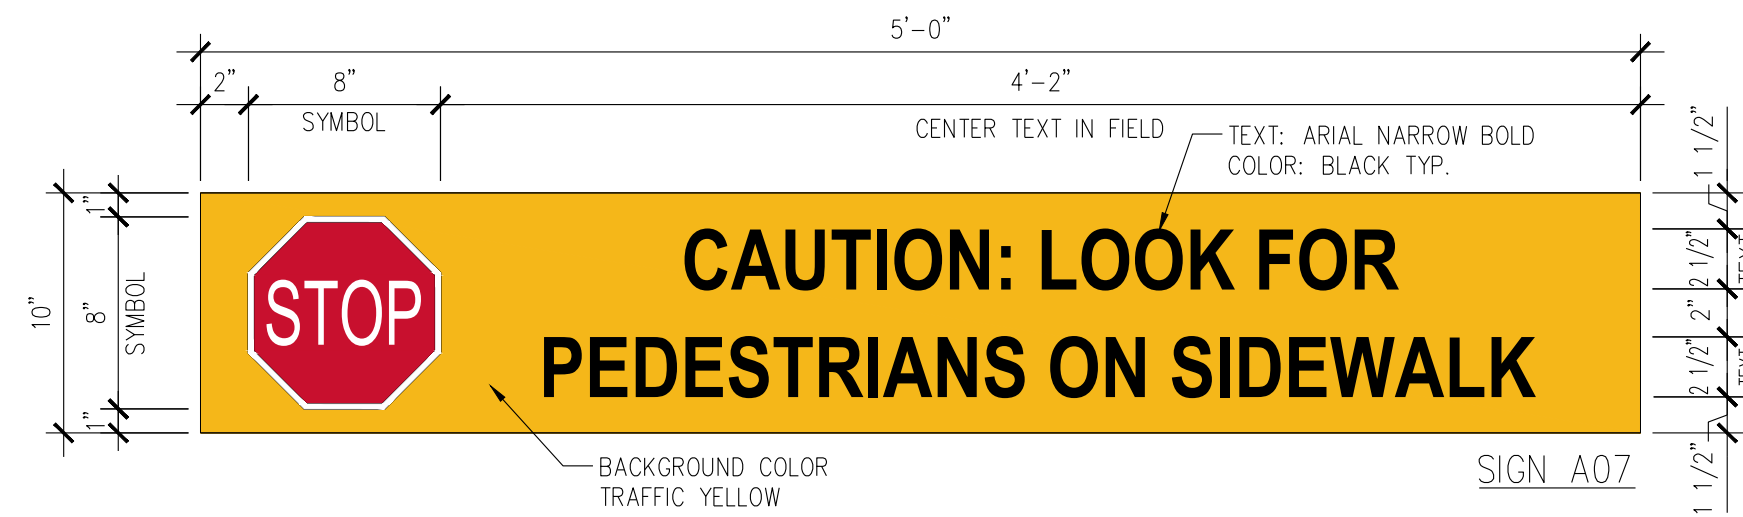 5'-0"
2"
8"
4'-2"
SYMBOL
CENTER TEXT IN FIELD
TEXT: ARIAL NARROW BOLD
COLOR: BLACK TYP.
1 1/2"
10"
1"
8"
SYMBOL
1"
STOP
CAUTION: LOOK FOR
PEDESTRIANS ON SIDEWALK
2 1/2"
TEXT
2"
2 1/2"
TEXT
1 1/2"
BACKGROUND COLOR
TRAFFIC YELLOW
SIGN A07